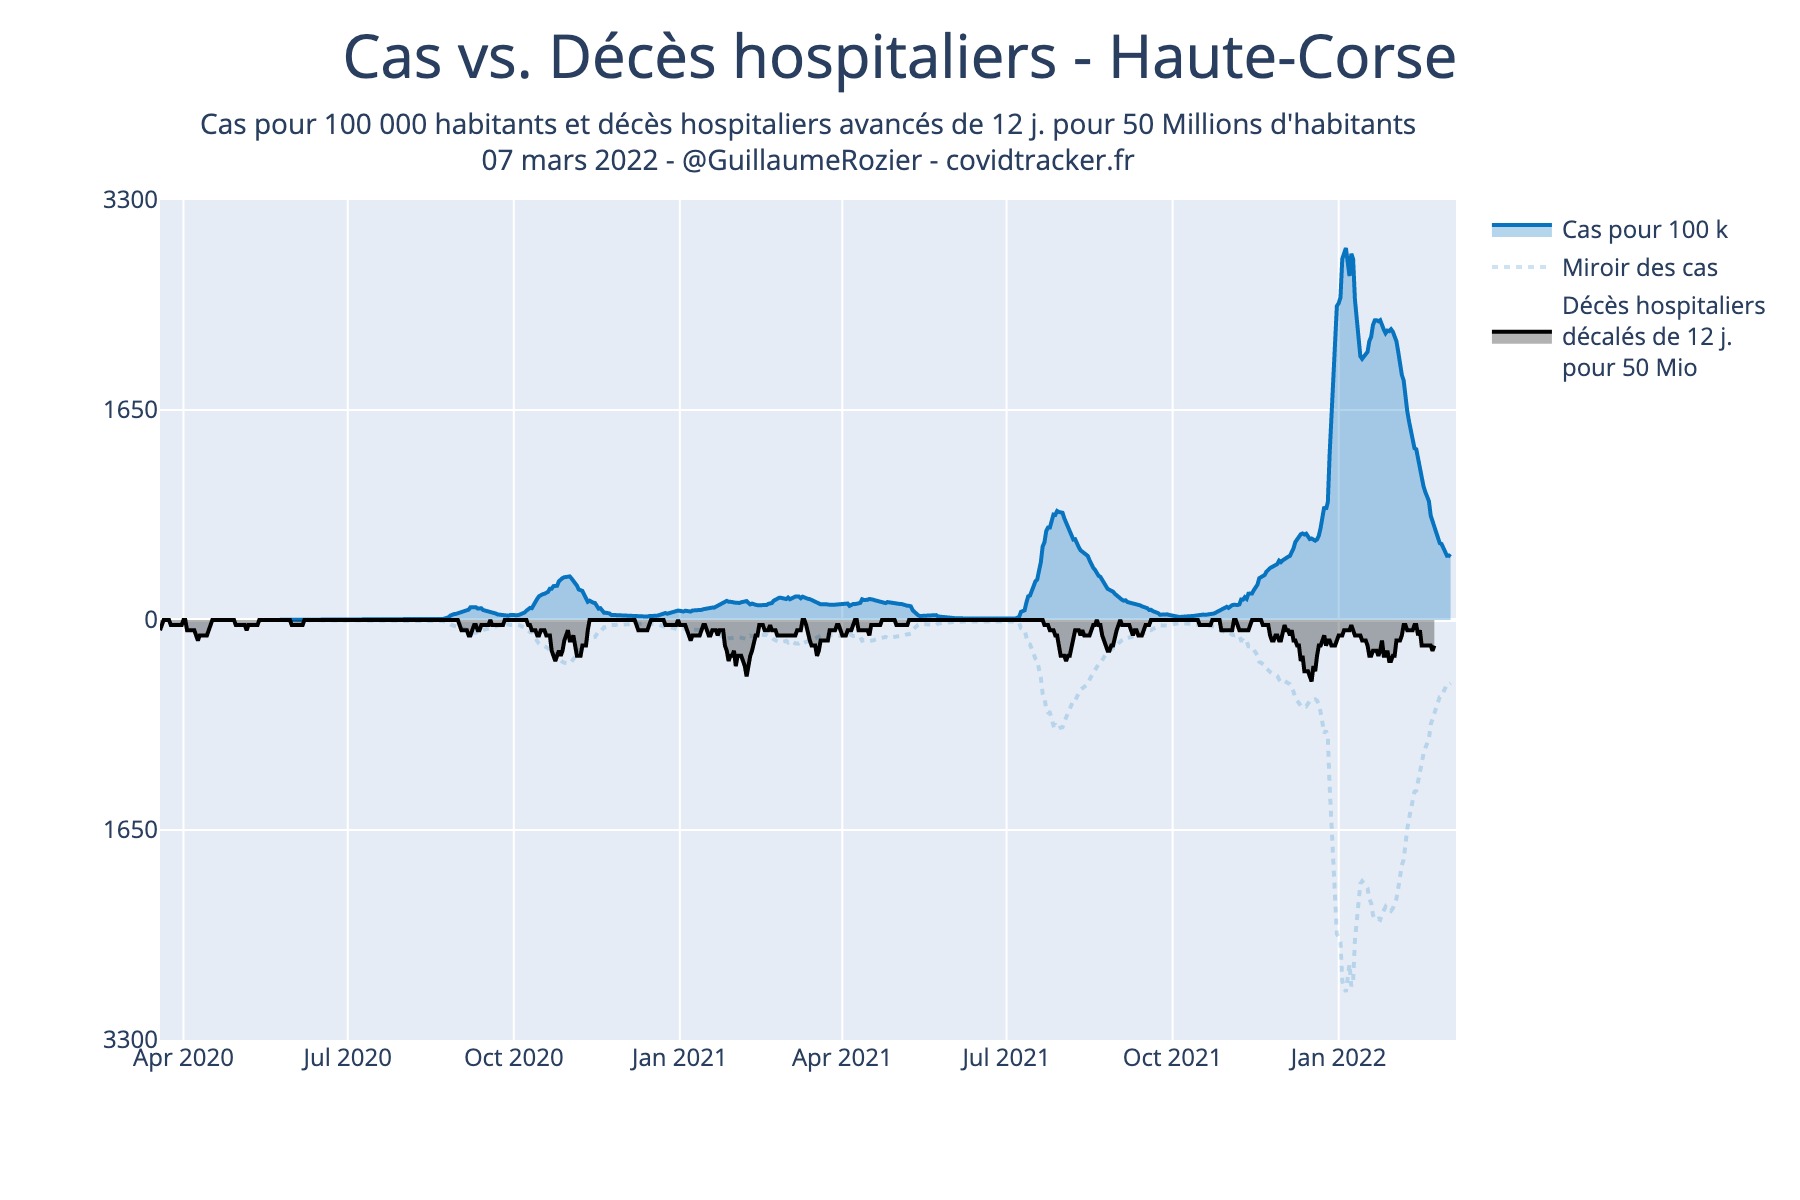 Cas vs. Décès hospitaliers - Haute-Corse
Cas pour 100 000 habitants et décès hospitaliers avancés de 12 j. pour 50 Millions d'habitants
07 mars 2022 - @GuillaumeRozier - covidtracker.fr
3300
1650
0
1650
3300
Apr 2020
Jul 2020
Oct 2020
Jan 2021
Apr 2021
Jul 2021
Oct 2021
Jan 2022
Cas pour 100 k
Miroir des cas
Décès hospitaliers
décalés de 12 j.
pour 50 Mio